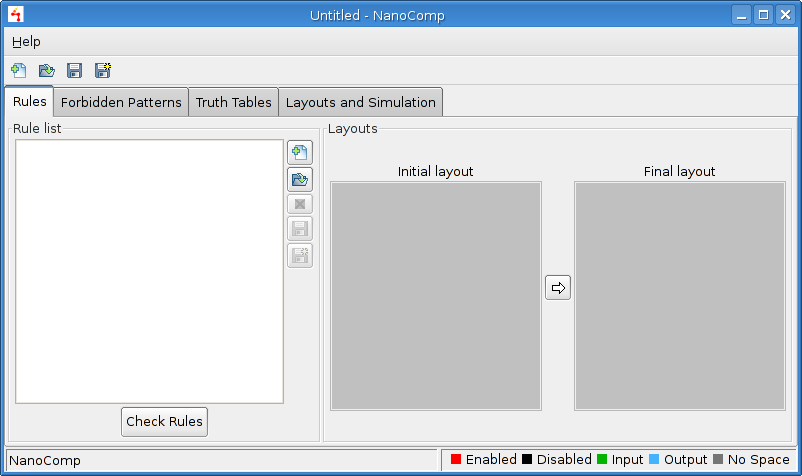 Untitled - NanoComp
Help
Rules Forbidden Patterns Truth Tables Layouts and Simulation
Rule list
Layouts
Initial layout
Final layout
Check Rules
NanoComp
Enabled Disabled Input Output No Space